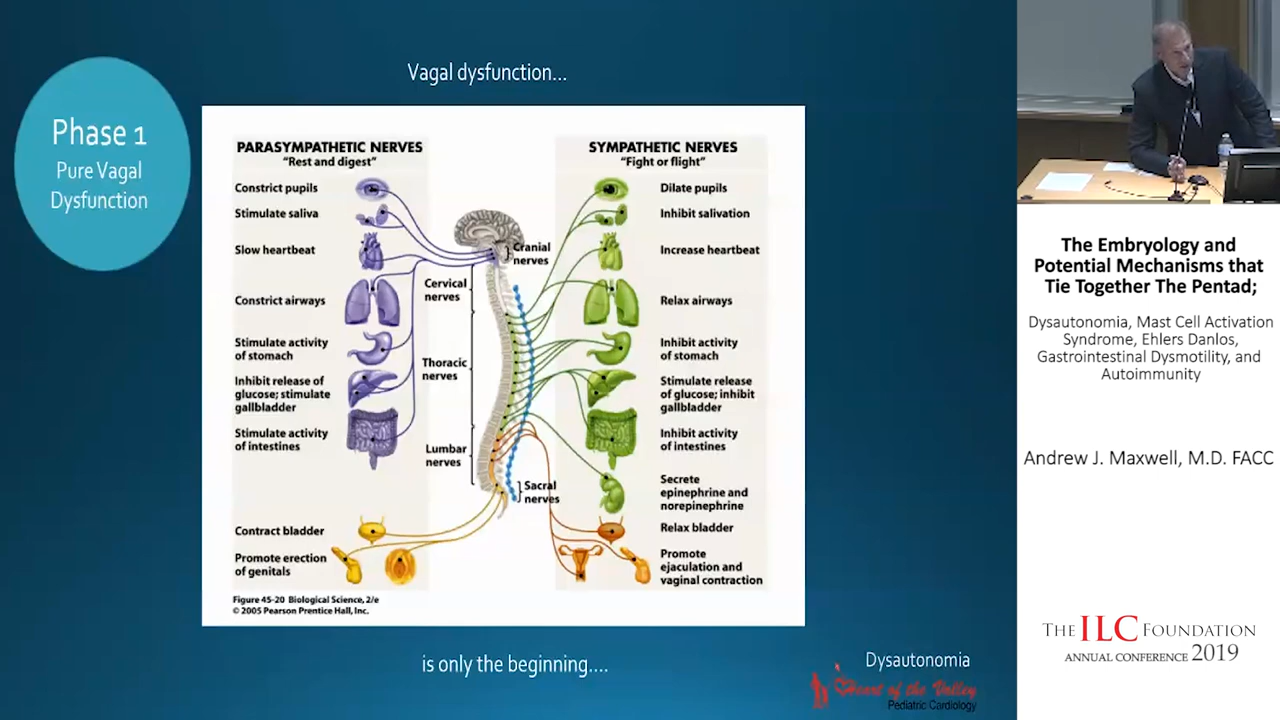 Vagal dysfunction...
Phase 1
Pure Vagal
Dysfunction
PARASYMPATHETIC NERVES
"Rest and digest"
Constrict pupils
Stimulate saliva
Slow heartbeat
Constrict airways
Stimulate activity
of stomach
Inhibit release of
glucose; stimulate
gallbladder
Stimulate activity
of intestines
Contract bladder
Promote erection
of genitals
Cranial
nerves
Cervical
nerves
Thoracic
nerves
Lumbar
nerves
Sacral
nerves
SYMPATHETIC NERVES
"Fight or flight"
Dilate pupils
Inhibit salivation
Increase heartbeat
Relax airways
Inhibit activity
of stomach
Stimulate release
of glucose; inhibit
gallbladder
Inhibit activity
of intestines
Secrete
epinephrine and
norepinephrine
Relax bladder
Promote
ejaculation and
vaginal contraction
Figure 45-20 Biological Science, 2/e
© 2005 Pearson Prentice Hall, Inc.
is only the beginning....
Dysautonomia
Heart of the Valley
Pediatric Cardiology
The Embryology and
Potential Mechanisms that
Tie Together The Pentad;
Dysautonomia, Mast Cell Activation
Syndrome, Ehlers Danlos,
Gastrointestinal Dysmotility, and
Autoimmunity
Andrew J. Maxwell, M.D. FACC
THE ILC FOUNDATION
ANNUAL CONFERENCE 2019